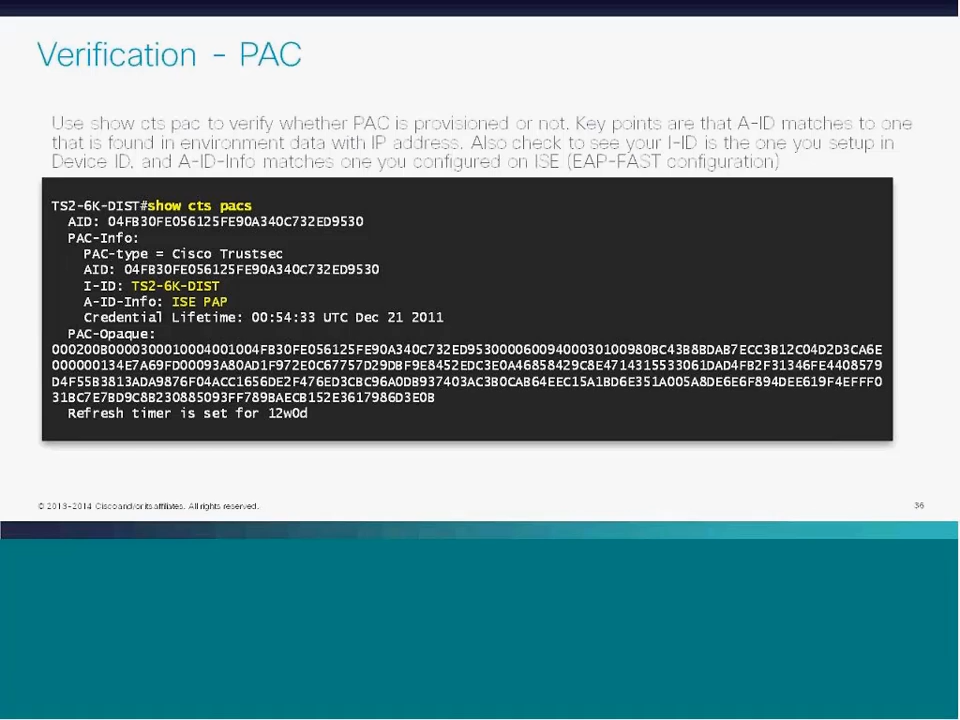 Verification - PAC
Use show cts pac to verify whether PAC is provisioned or not. Key points are that A-ID matches to one
that is found in environment data with IP address. Also check to see your I-ID is the one you setup in
Device ID, and A-ID-Info matches one you configured on ISE (EAP-FAST configuration)
TS2-6K-DIST#show cts pacs
AID: 04FB30FE056125FE90A340C732ED9530
PAC-Info:
PAC-type = Cisco Trustsec
AID: 04FB30FE056125FE90A340C732ED9530
I-ID: TS2-6K-DIST
A-ID-Info: ISE PAP
Credential Lifetime: 00:54:33 UTC Dec 21 2011
PAC-Opaque:
000200B0000300010004001004FB30FE056125FE90A340C732ED95300006009400030100980BC43B8BDAB7ECC3B12C04D2D3CA6E
000000134E7A69FD00093A80AD1F972E0C67757D29DBF9E8452EDC3E0A46858429C8E4714315533061DAD4FB2F31346FE4408579
D4F55B3813ADA9876F04ACC1656DE2F476ED3CBC96A0DB937403AC3B0CAB64EEC15A1BD6E351A005A8DE6E6F894DEE619F4EFFF0
31BC7E7BD9C8B230885093FF789BAECB152E3617986D3E0B
Refresh timer is set for 12w0d
© 2013-2014 Cisco and/or its affiliates. All rights reserved.
36